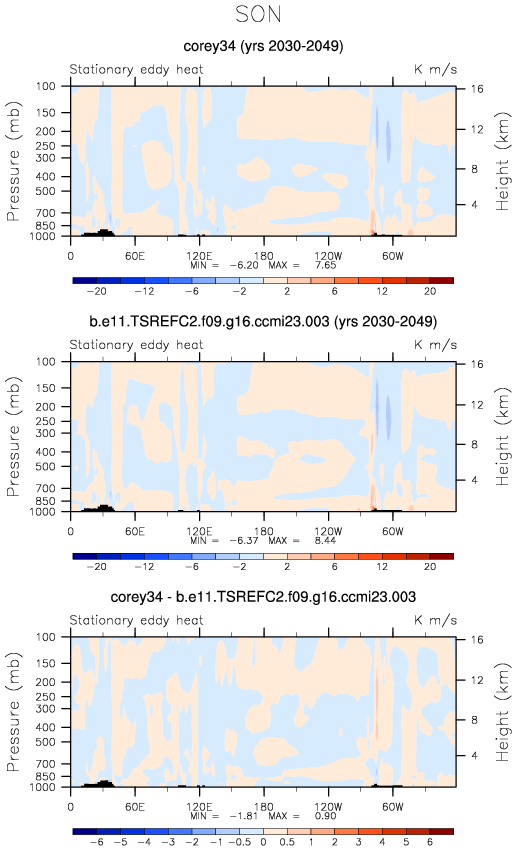 SON
corey34 (yrs 2030-2049)
Stationary eddy heat K m/s
Pressure (mb)
100
150
200
250
300
400
500
700
850
1000
16
12
8
4
Height (km)
0 60E 120E 180 120W 60W
MIN = -6.20 MAX = 7.65
-20 -12 -6 -2 2 6 12 20
b.e11.TSREFC2.f09.g16.ccmi23.003 (yrs 2030-2049)
Stationary eddy heat K m/s
Pressure (mb)
100
150
200
250
300
400
500
700
850
1000
16
12
8
4
Height (km)
0 60E 120E 180 120W 60W
MIN = -6.37 MAX = 8.44
-20 -12 -6 -2 2 6 12 20
corey34 - b.e11.TSREFC2.f09.g16.ccmi23.003
Stationary eddy heat K m/s
Pressure (mb)
100
150
200
250
300
400
500
700
850
1000
16
12
8
4
Height (km)
0 60E 120E 180 120W 60W
MIN = -1.81 MAX = 0.90
-6 -5 -4 -3 -2 -1 -0.5 0 0.5 1 2 3 4 5 6